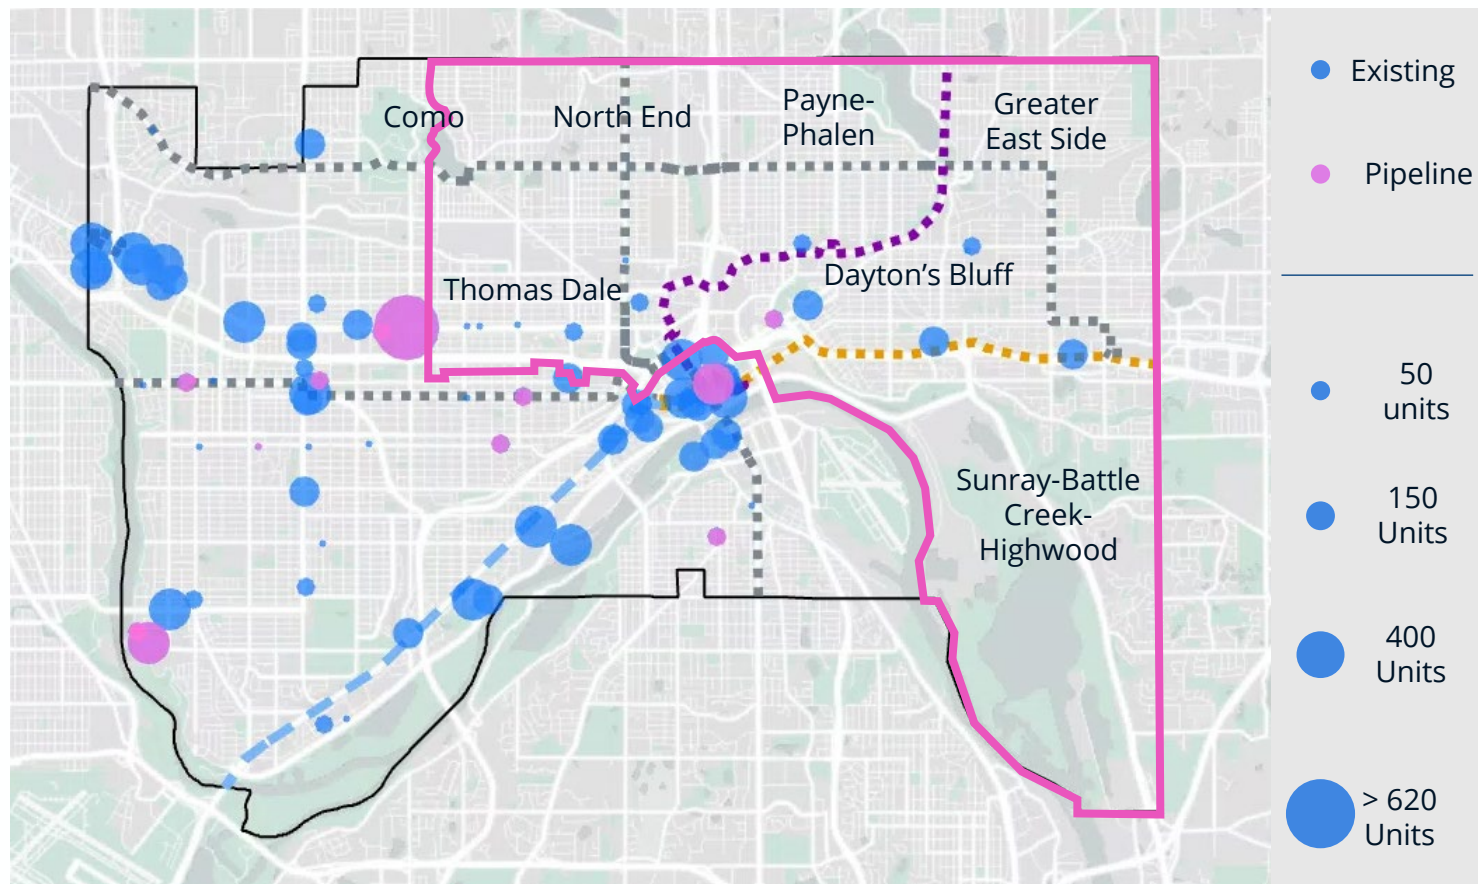 Como
North End
Payne-
Phalen
Greater
East Side
Thomas Dale
Dayton’s Bluff
Sunray-Battle
Creek-
Highwood
Existing
Pipeline
50
units
150
Units
400
Units
> 620
Units